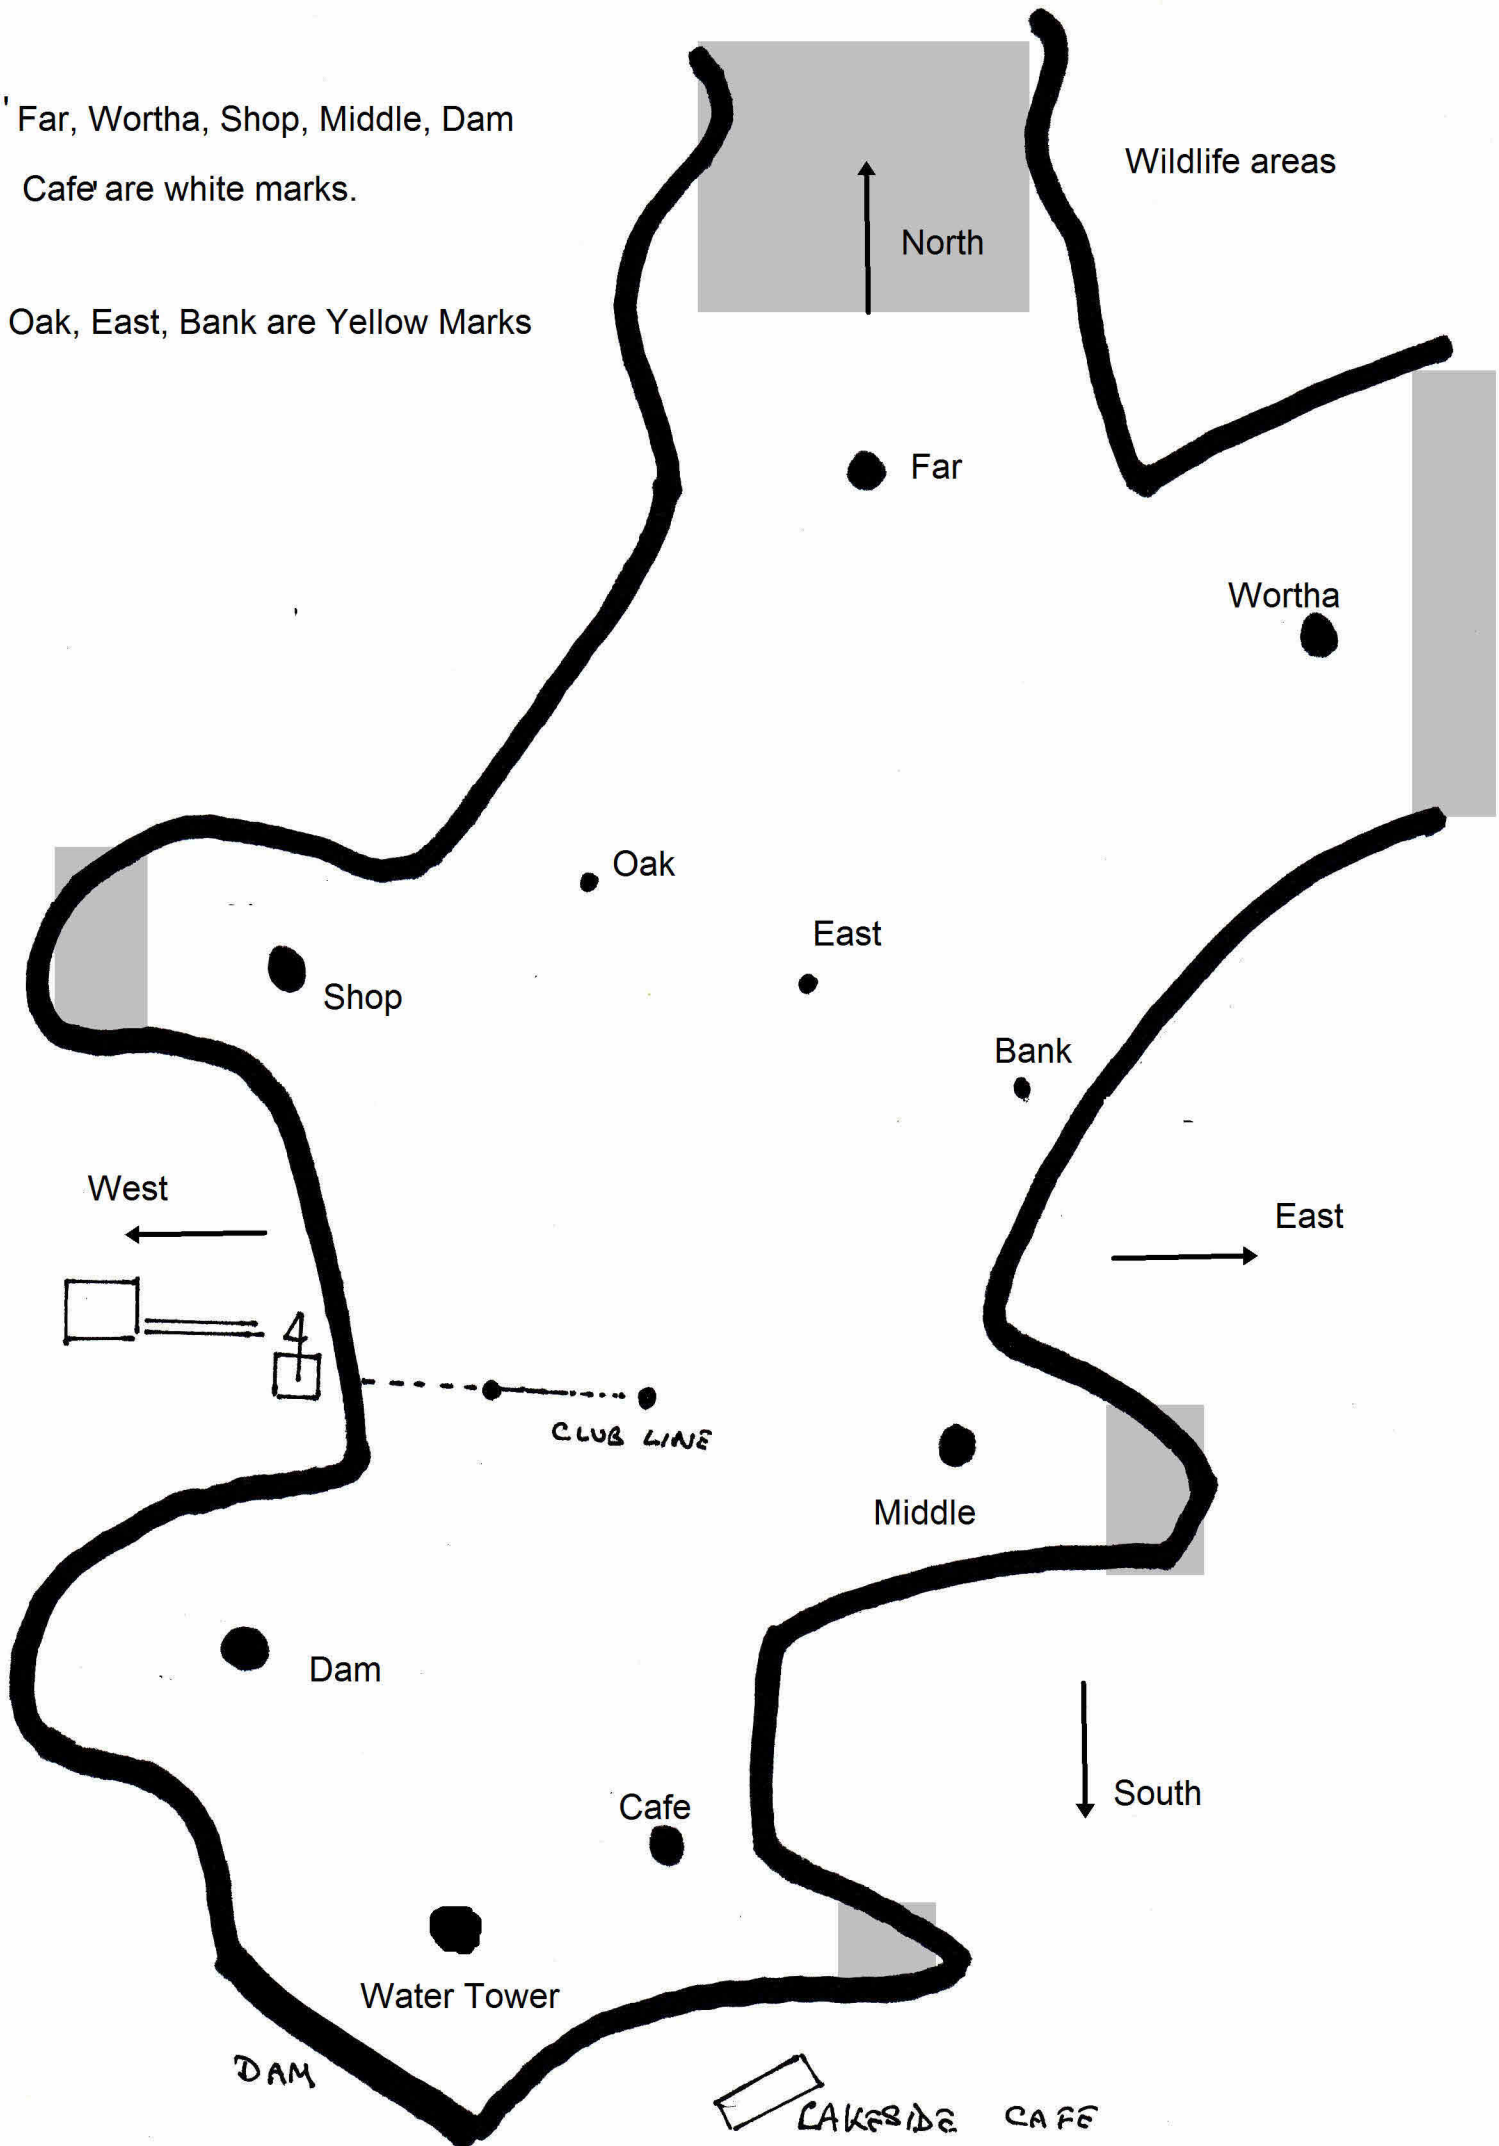 ' Far, Wortha, Shop, Middle, Dam
Cafe' are white marks.
Wildlife areas
North
Oak, East, Bank are Yellow Marks
Far
Wortha
Oak
East
Shop
Bank
West
East
4
CLUB LINE
Middle
Dam
Cafe
South
Water Tower
DAM
LAKESIDE CAFE